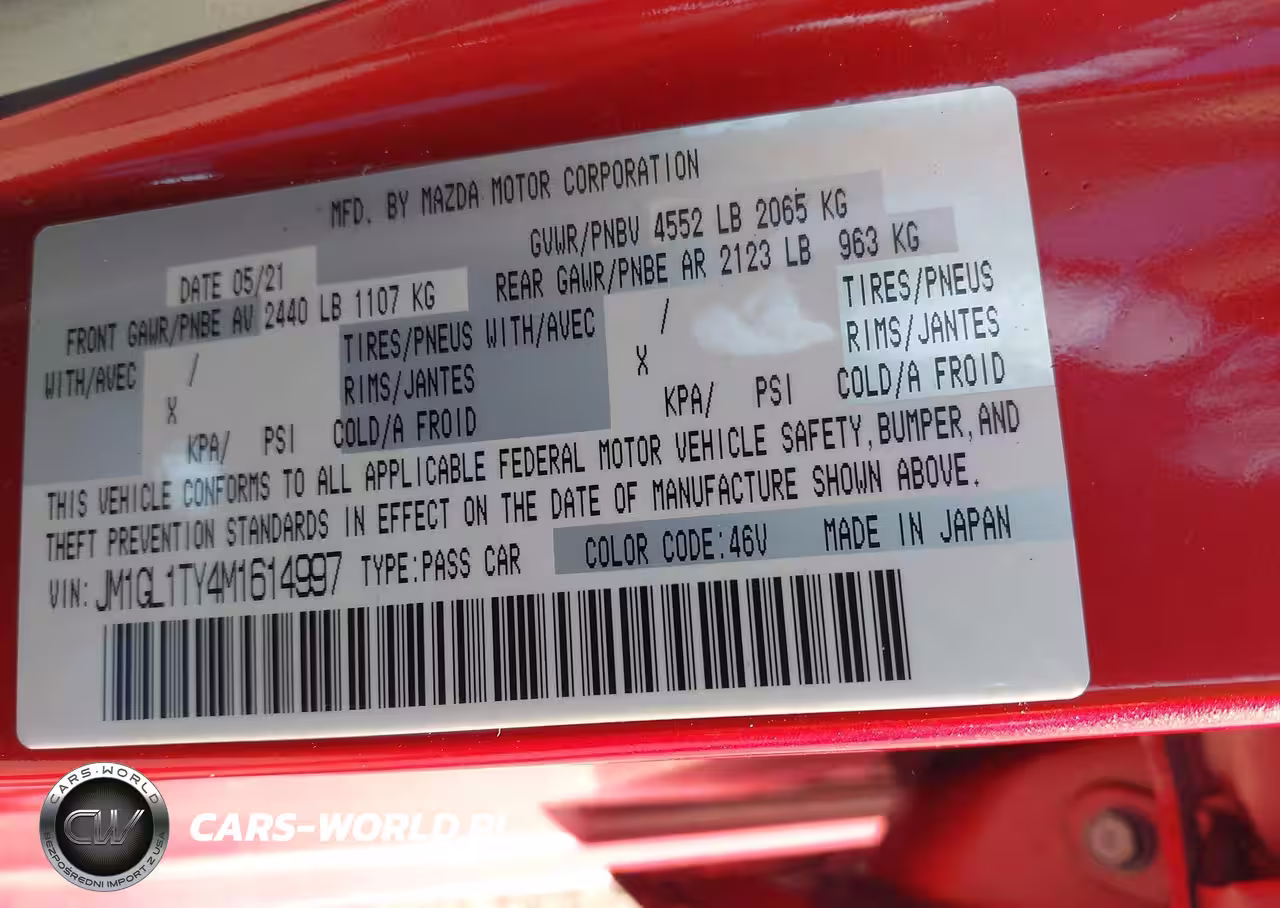 MFD. BY MAZDA MOTOR CORPORATION
DATE 05/21 GVWR/PNBV 4552 LB 2065 KG
FRONT GAWR/PNBE AV 2440 LB 1107 KG REAR GAWR/PNBE AR 2123 LB 963 KG
WITH/AVEC / TIRES/PNEUS WITH/AVEC / TIRES/PNEUS
X RIMS/JANTES X RIMS/JANTES
KPA/ PSI COLD/A FROID KPA/ PSI COLD/A FROID
THIS VEHICLE CONFORMS TO ALL APPLICABLE FEDERAL MOTOR VEHICLE SAFETY, BUMPER, AND
THEFT PREVENTION STANDARDS IN EFFECT ON THE DATE OF MANUFACTURE SHOWN ABOVE.
VIN: JM1GL1TY4M1614997 TYPE:PASS CAR COLOR CODE:46V MADE IN JAPAN
CARS-WORLD
CW
BEZPOŚREDNI IMPORT Z USA
CARS-WORLD.PL